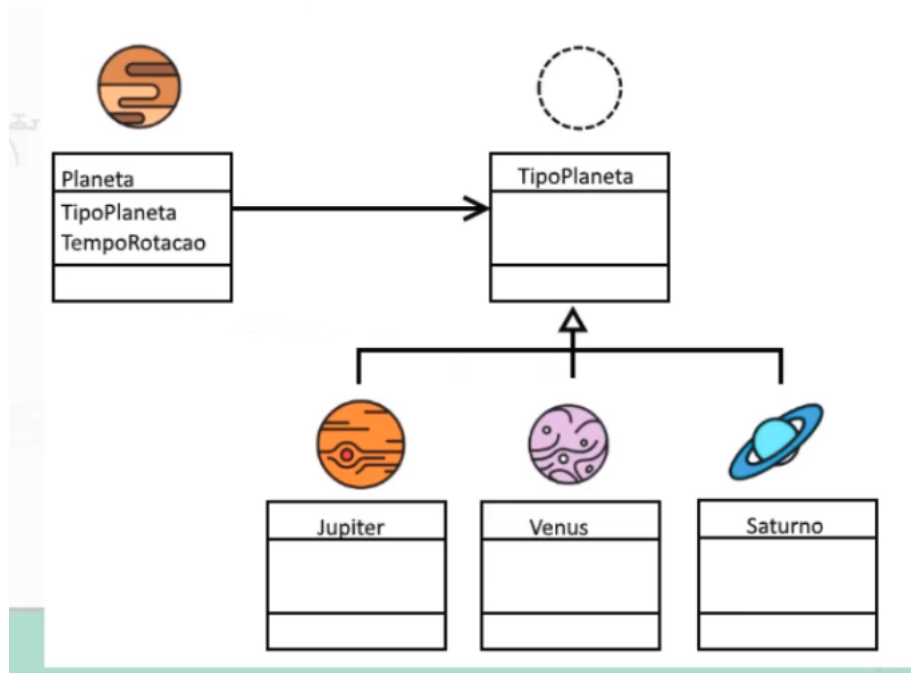 Planeta
TipoPlaneta
TempoRotacao
TipoPlaneta
Jupiter
Venus
Saturno